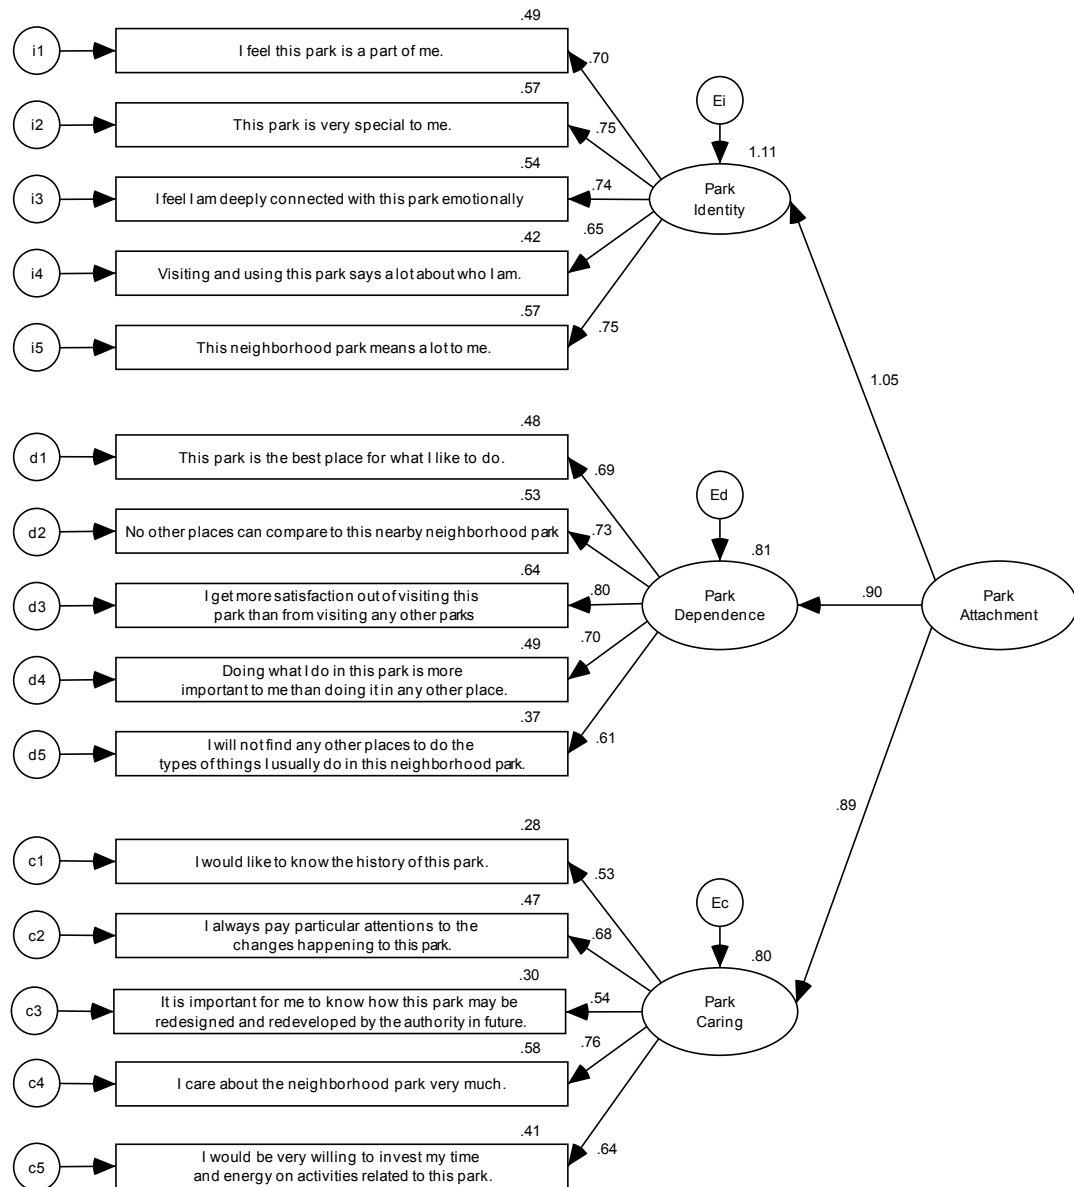 .49
i1
I feel this park is a part of me.
.70
.57
i2
This park is very special to me.
.75
Ei
1.11
Park
Identity
.54
i3
I feel I am deeply connected with this park emotionally
.74
.42
i4
Visiting and using this park says a lot about who I am.
.65
.57
i5
This neighborhood park means a lot to me.
.75
1.05
.48
d1
This park is the best place for what I like to do.
.69
.53
d2
No other places can compare to this nearby neighborhood park
.73
Ed
.81
Park
Dependence
.64
d3
I get more satisfaction out of visiting this
park than from visiting any other parks
.80
.90
Park
Attachment
.49
d4
Doing what I do in this park is more
important to me than doing it in any other place.
.70
.37
d5
I will not find any other places to do the
types of things I usually do in this neighborhood park.
.61
.89
.28
c1
I would like to know the history of this park.
.53
.47
c2
I always pay particular attentions to the
changes happening to this park.
.68
Ec
.80
Park
Caring
.30
c3
It is important for me to know how this park may be
redesigned and redeveloped by the authority in future.
.54
.58
c4
I care about the neighborhood park very much.
.76
.41
c5
I would be very willing to invest my time
and energy on activities related to this park.
.64